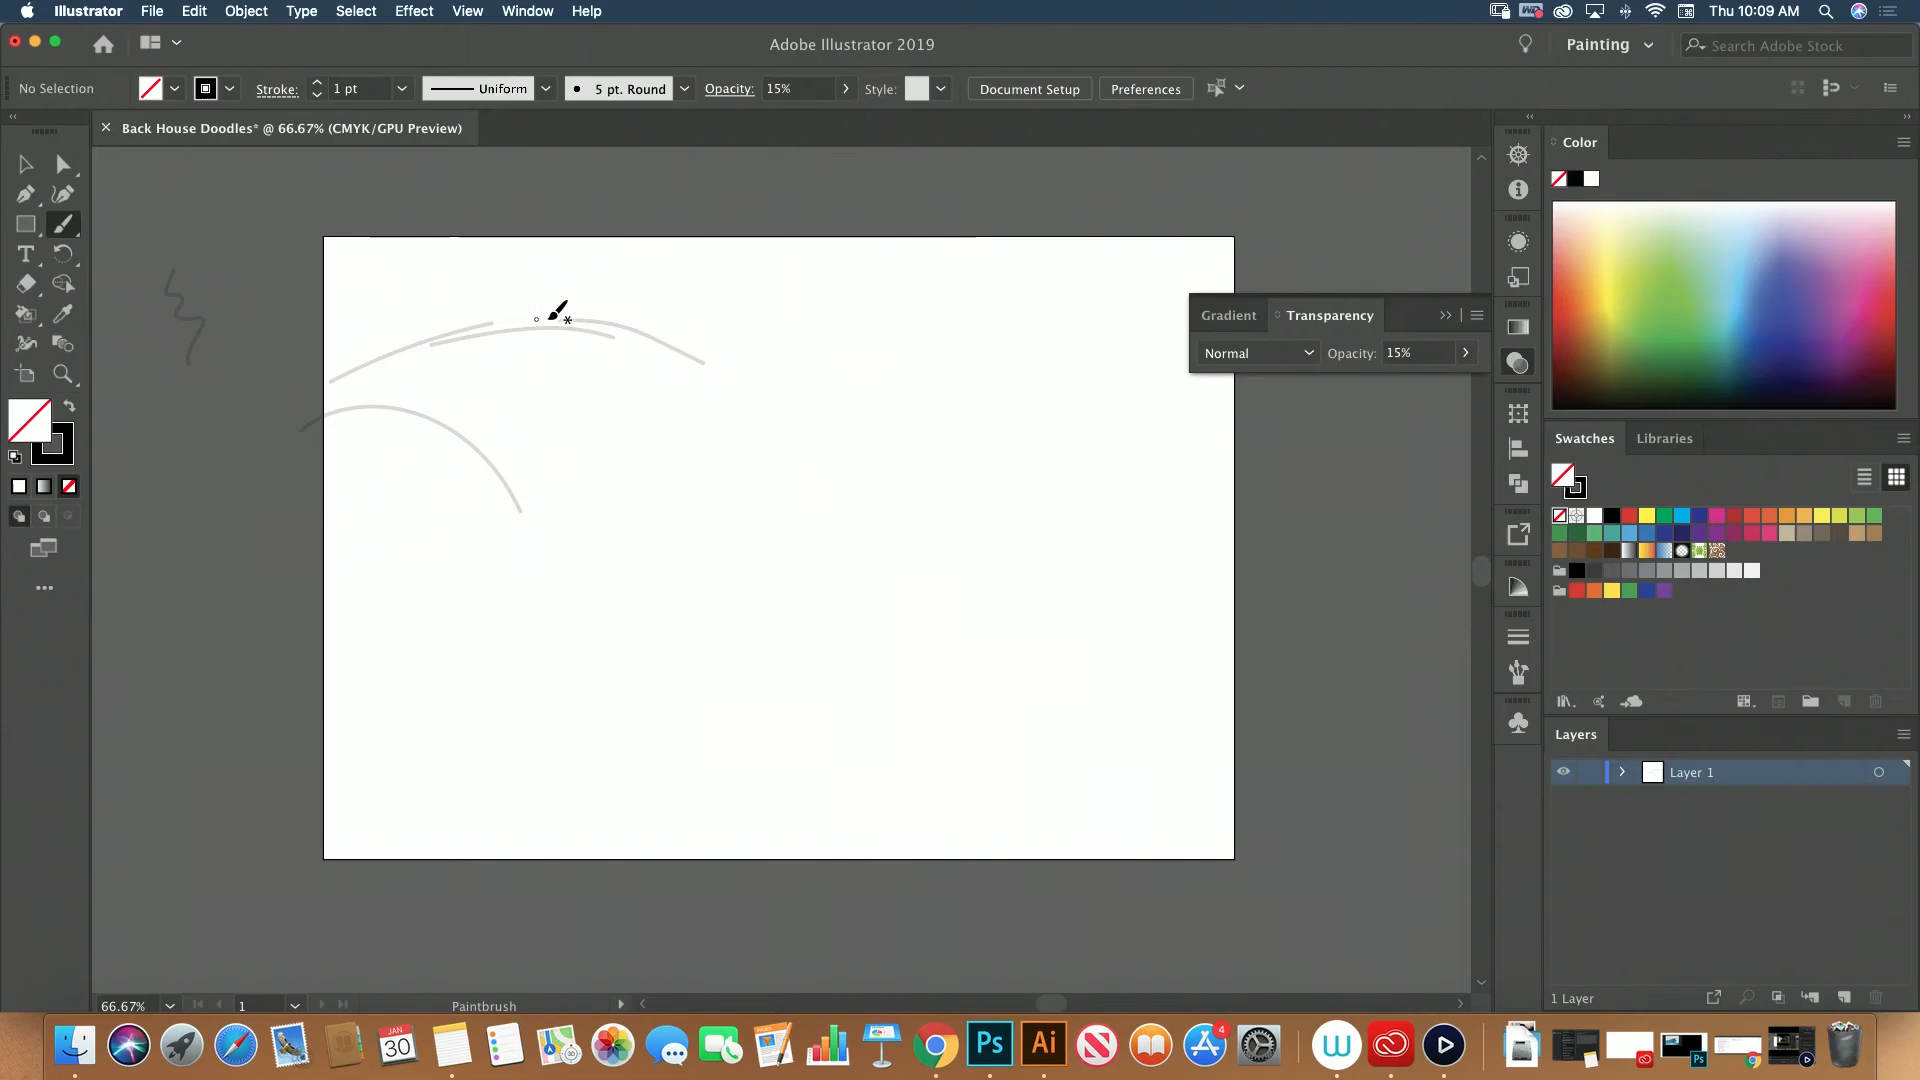 Illustrator File Edit Object Type Select Effect View Window Help
Thu 10:09 AM
Adobe Illustrator 2019
Painting
Search Adobe Stock
No Selection
Stroke: 1 pt
Uniform
5 pt. Round
Opacity: 15%
Style:
Document Setup
Preferences
Back House Doodles* @ 66.67% (CMYK/GPU Preview)
Color
Gradient
Transparency
Normal
Opacity: 15%
Swatches
Libraries
Layers
Layer 1
1 Layer
66.67%
1
Paintbrush
JAN
30
PAGES
30
Ps
Ai
4
W